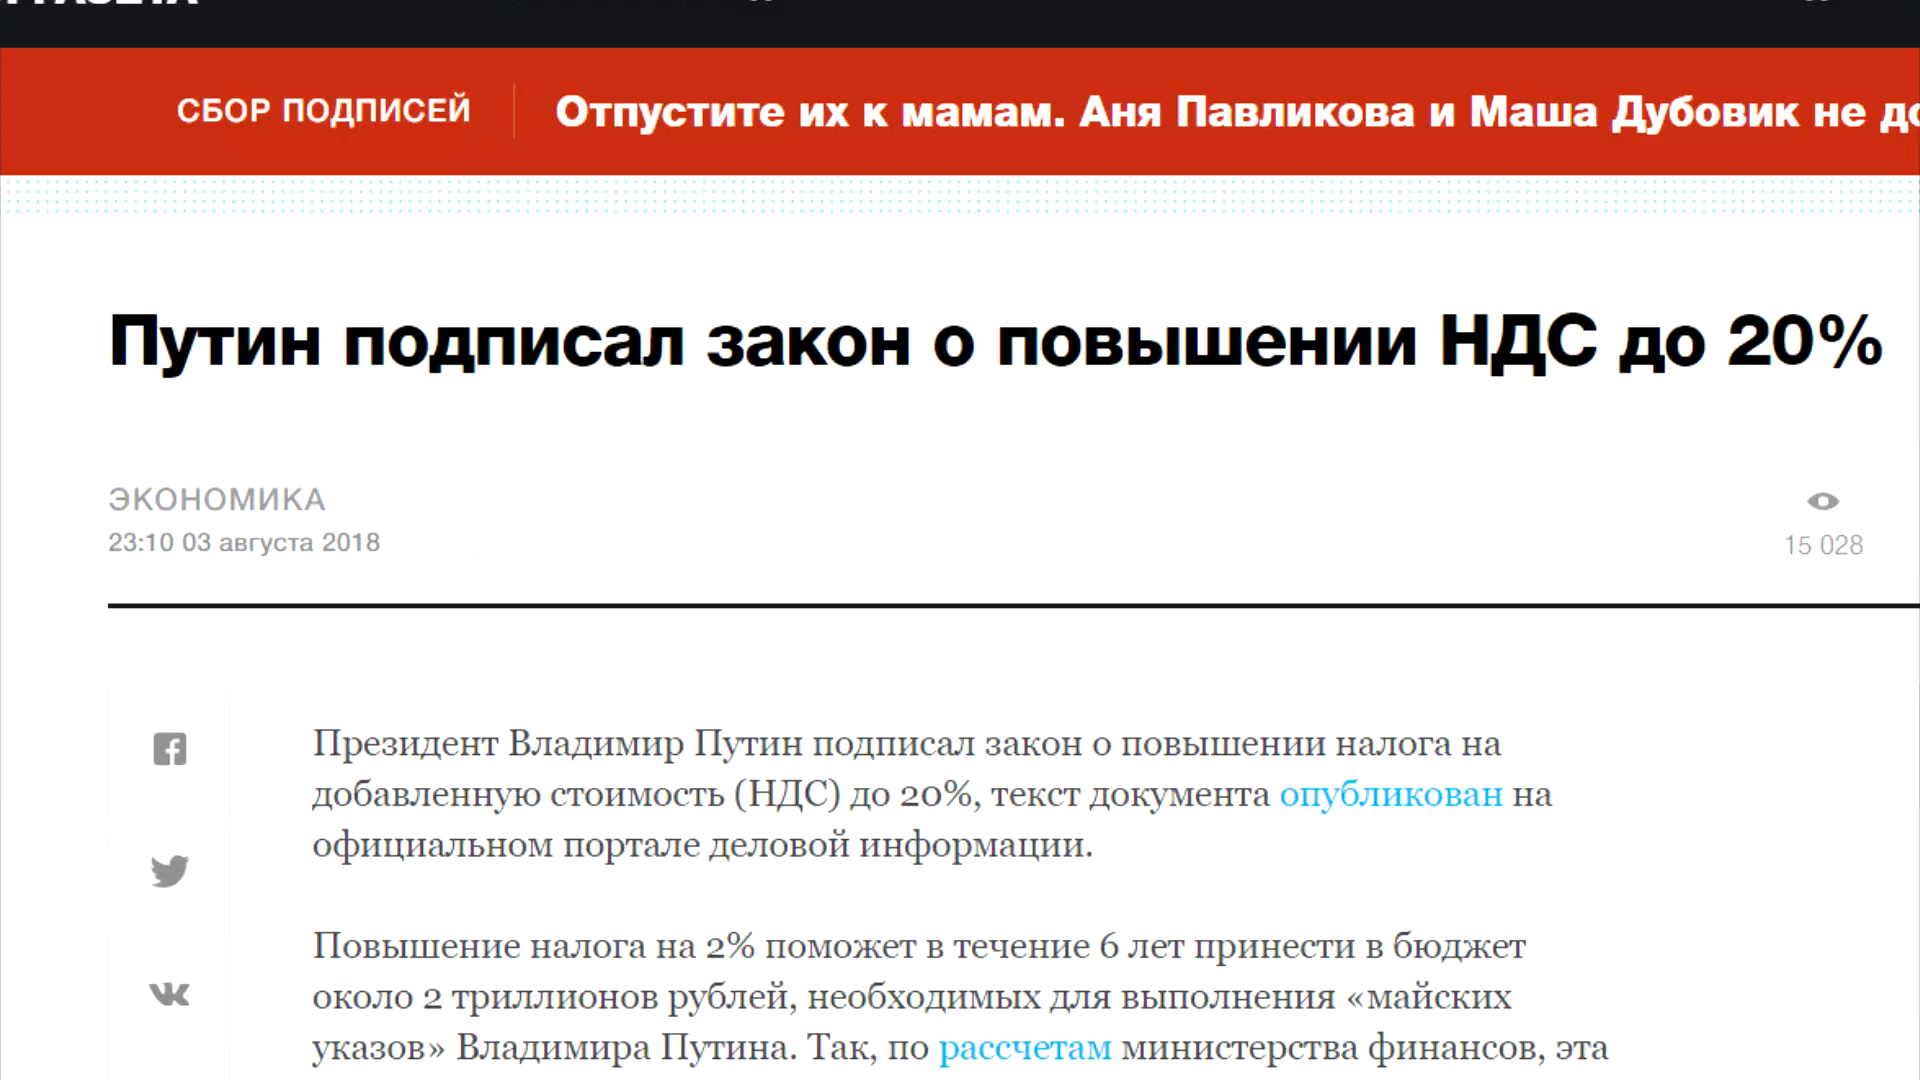 ГАЗЕТА
СБОР ПОДПИСЕЙ
Отпустите их к мамам. Аня Павликова и Маша Дубовик не до
Путин подписал закон о повышении НДС до 20%
ЭКОНОМИКА
23:10 03 августа 2018
15 028
Президент Владимир Путин подписал закон о повышении налога на
добавленную стоимость (НДС) до 20%, текст документа опубликован на
официальном портале деловой информации.
Повышение налога на 2% поможет в течение 6 лет принести в бюджет
около 2 триллионов рублей, необходимых для выполнения «майских
указов» Владимира Путина. Так, по рассчетам министерства финансов, эта